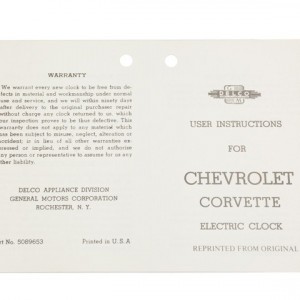 WARRANTY
We warrant every new clock to be free from de-
fects in material and workmanship under normal
use and service, and we will within ninety days
after delivery to the original purchaser repair
without charge any clock returned to us, which
our inspection proves to be thus defective. This
warranty does not apply to any material which
has been subject to misuse, negligence, alteration or
accident; is in lieu of all other warranties ex-
pressed or implied, and we do not authorize
any person or representative to assume for us any
other liability.
DELCO APPLIANCE DIVISION
GENERAL MOTORS CORPORATION
ROCHESTER, N. Y.
rt No. 5089653 Printed in U.S.A
DELCO
USER INSTRUCTIONS
FOR
CHEVROLET
CORVETTE
ELECTRIC CLOCK
REPRINTED FROM ORIGINAL